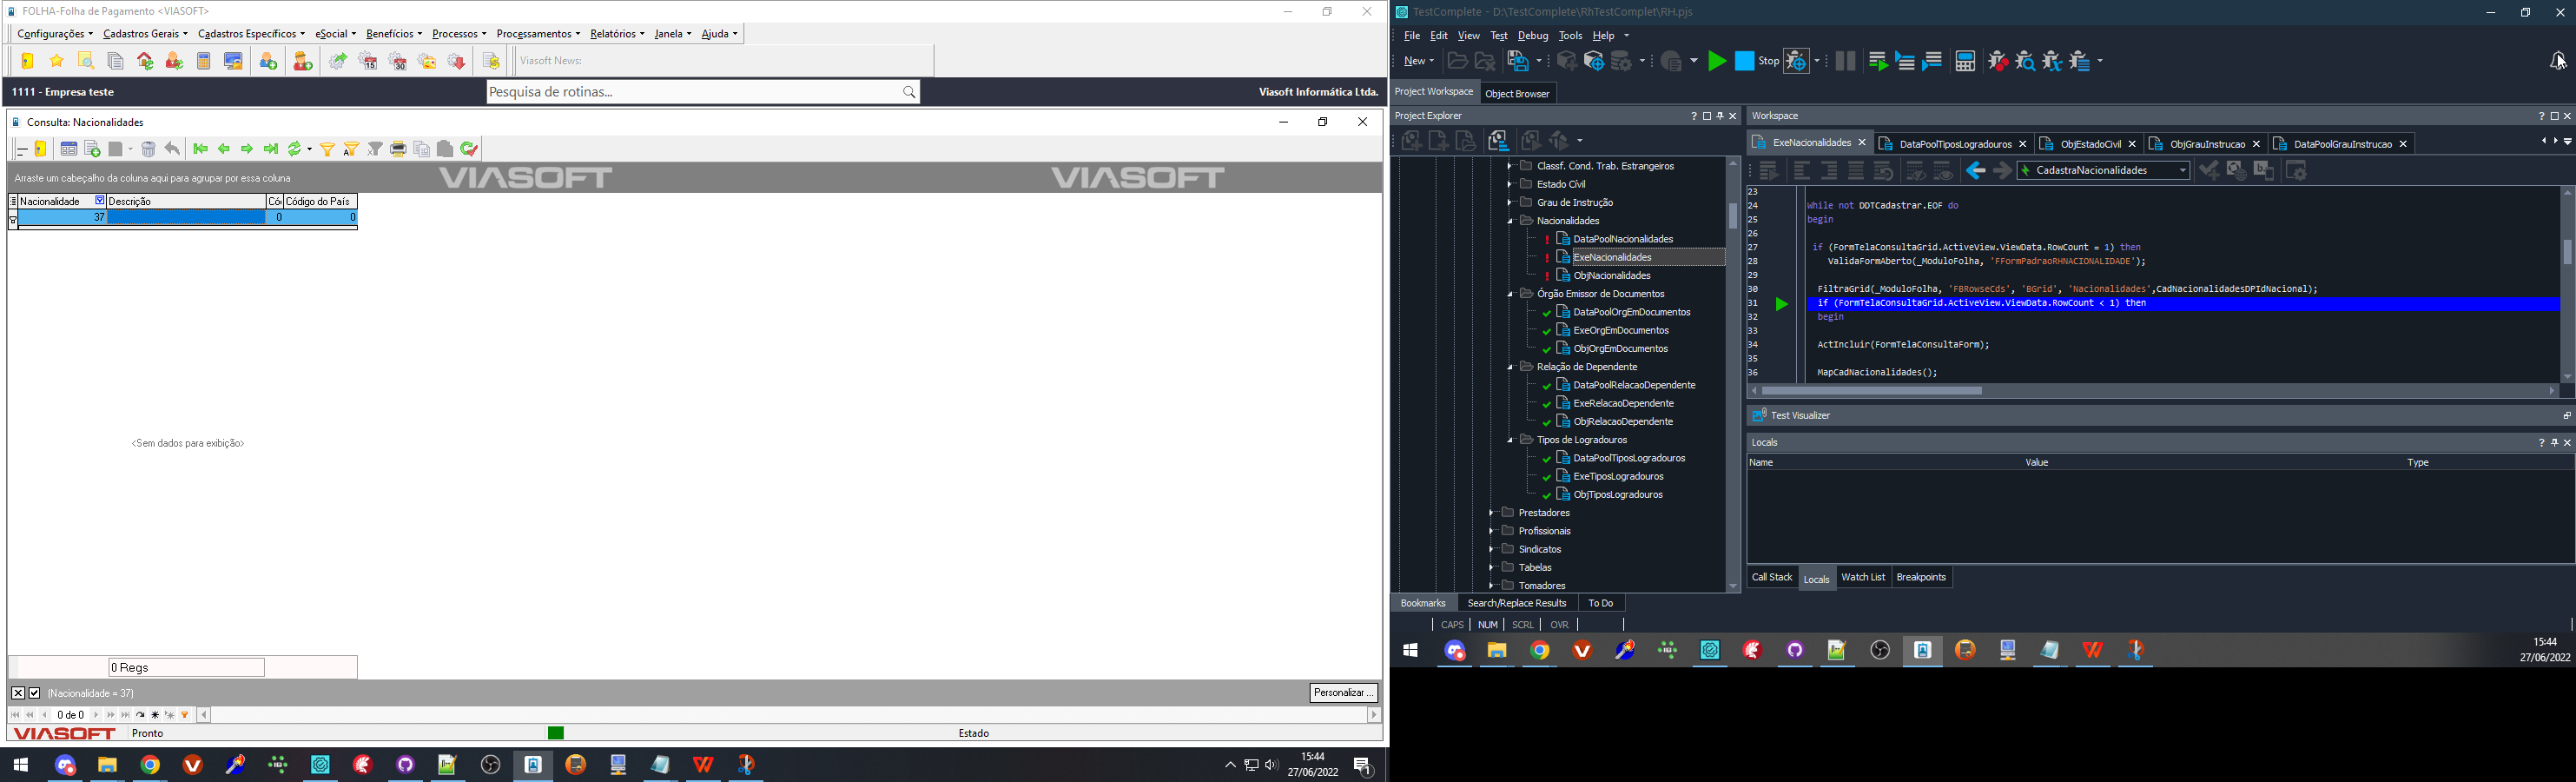 FOLHA-Folha de Pagamento <VIASOFT>
Configurações Cadastros Gerais Cadastros Específicos eSocial Benefícios Processos Processamentos Relatórios Janela Ajuda
Viasoft News:
1111 - Empresa teste
Pesquisa de rotinas...
Viasoft Informática Ltda.
Consulta: Nacionalidades
Arraste um cabeçalho da coluna aqui para agrupar por essa coluna
VIASOFT
VIASOFT
Nacionalidade Descrição Có Código do País
37 0 0
<Sem dados para exibição>
0 Regs
(Nacionalidade = 37)
Personalizar ...
0 de 0
VIASOFT Pronto Estado
15:44
27/06/2022
TestComplete - D:\TestComplete\RhTestComplet\RH.pjs
File Edit View Test Debug Tools Help
New Stop
Project Workspace Object Browser
Project Explorer
Classf. Cond. Trab. Estrangeiros
Estado Cívil
Grau de Instrução
Nacionalidades
DataPoolNacionalidades
ExeNacionalidades
ObjNacionalidades
Órgão Emissor de Documentos
DataPoolOrgEmDocumentos
ExeOrgEmDocumentos
ObjOrgEmDocumentos
Relação de Dependente
DataPoolRelacaoDependente
ExeRelacaoDependente
ObjRelacaoDependente
Tipos de Logradouros
DataPoolTiposLogradouros
ExeTiposLogradouros
ObjTiposLogradouros
Prestadores
Profissionais
Sindicatos
Tabelas
Tomadores
Bookmarks Search/Replace Results To Do
CAPS NUM SCRL OVR
Workspace
ExeNacionalidades DataPoolTiposLogradouros ObjEstadoCivil ObjGrauInstrucao DataPoolGrauInstrucao
CadastraNacionalidades
23
24 While not DDTCadastrar.EOF do
25 begin
26
27 if (FormTelaConsultaGrid.ActiveView.ViewData.RowCount = 1) then
28 ValidaFormAberto(_ModuloFolha, 'FFormPadraoRHNACIONALIDADE');
29
30 FiltraGrid(_ModuloFolha, 'FBRowseCds', 'BGrid', 'Nacionalidades',CadNacionalidadesDPIdNacional);
31 if (FormTelaConsultaGrid.ActiveView.ViewData.RowCount < 1) then
32 begin
33
34 ActIncluir(FormTelaConsultaForm);
35
36 MapCadNacionalidades();
Test Visualizer
Locals
Name Value Type
Call Stack Locals Watch List Breakpoints
15:44
27/06/2022